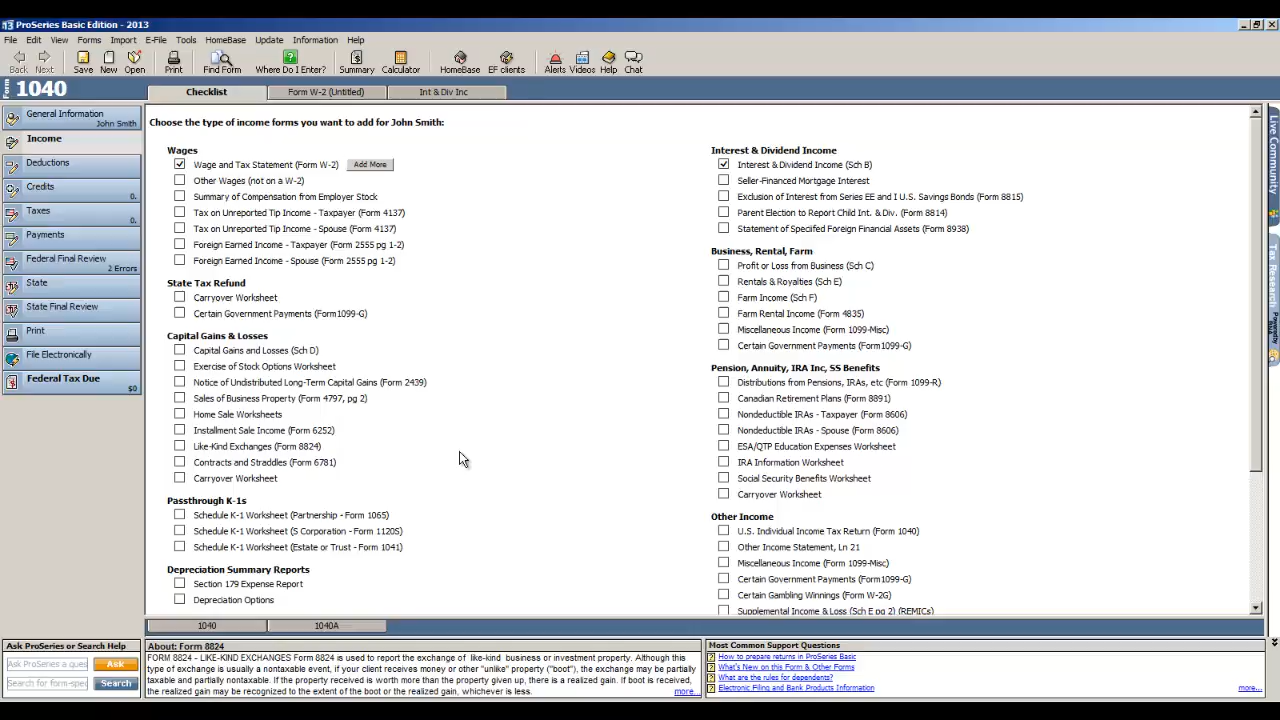 ProSeries Basic Edition - 2013
File Edit View Forms Import E-File Tools HomeBase Update Information Help
Back Next Save New Open Print Find Form Where Do I Enter? Summary Calculator HomeBase EF clients Alerts Videos Help Chat
Form 1040
Checklist Form W-2 (Untitled) Int & Div Inc
General Information
John Smith
Income
Deductions
Credits
0.
Taxes
0.
Payments
Federal Final Review
2 Errors
State
State Final Review
Print
File Electronically
Federal Tax Due
$0
Choose the type of income forms you want to add for John Smith:
Wages
Wage and Tax Statement (Form W-2) Add More
Other Wages (not on a W-2)
Summary of Compensation from Employer Stock
Tax on Unreported Tip Income - Taxpayer (Form 4137)
Tax on Unreported Tip Income - Spouse (Form 4137)
Foreign Earned Income - Taxpayer (Form 2555 pg 1-2)
Foreign Earned Income - Spouse (Form 2555 pg 1-2)
State Tax Refund
Carryover Worksheet
Certain Government Payments (Form1099-G)
Capital Gains & Losses
Capital Gains and Losses (Sch D)
Exercise of Stock Options Worksheet
Notice of Undistributed Long-Term Capital Gains (Form 2439)
Sales of Business Property (Form 4797, pg 2)
Home Sale Worksheets
Installment Sale Income (Form 6252)
Like-Kind Exchanges (Form 8824)
Contracts and Straddles (Form 6781)
Carryover Worksheet
Passthrough K-1s
Schedule K-1 Worksheet (Partnership - Form 1065)
Schedule K-1 Worksheet (S Corporation - Form 1120S)
Schedule K-1 Worksheet (Estate or Trust - Form 1041)
Depreciation Summary Reports
Section 179 Expense Report
Depreciation Options
Interest & Dividend Income
Interest & Dividend Income (Sch B)
Seller-Financed Mortgage Interest
Exclusion of Interest from Series EE and I U.S. Savings Bonds (Form 8815)
Parent Election to Report Child Int. & Div. (Form 8814)
Statement of Specifed Foreign Financial Assets (Form 8938)
Business, Rental, Farm
Profit or Loss from Business (Sch C)
Rentals & Royalties (Sch E)
Farm Income (Sch F)
Farm Rental Income (Form 4835)
Miscellaneous Income (Form 1099-Misc)
Certain Government Payments (Form1099-G)
Pension, Annuity, IRA Inc, SS Benefits
Distributions from Pensions, IRAs, etc (Form 1099-R)
Canadian Retirement Plans (Form 8891)
Nondeductible IRAs - Taxpayer (Form 8606)
Nondeductible IRAs - Spouse (Form 8606)
ESA/QTP Education Expenses Worksheet
IRA Information Worksheet
Social Security Benefits Worksheet
Carryover Worksheet
Other Income
U.S. Individual Income Tax Return (Form 1040)
Other Income Statement, Ln 21
Miscellaneous Income (Form 1099-Misc)
Certain Government Payments (Form1099-G)
Certain Gambling Winnings (Form W-2G)
Supplemental Income & Loss (Sch E pg 2) (REMICs)
Live Community
Tax Research
Powered by
1040 1040A
Ask ProSeries or Search Help
Ask ProSeries a ques Ask
Search for form-spec Search
About: Form 8824
FORM 8824 - LIKE-KIND EXCHANGES Form 8824 is used to report the exchange of like-kind business or investment property. Although this
type of exchange is usually a nontaxable event, if your client receives money or other "unlike" property ("boot"), the exchange may be partially
taxable and partially nontaxable. If the property received is worth more than the property given up, there is a realized gain. If boot is received,
the realized gain may be recognized to the extent of the boot or the realized gain, whichever is less.
more...
Most Common Support Questions
How to prepare returns in ProSeries Basic
What's New on this Form & Other Forms
What are the rules for dependents?
Electronic Filing and Bank Products Information
more...